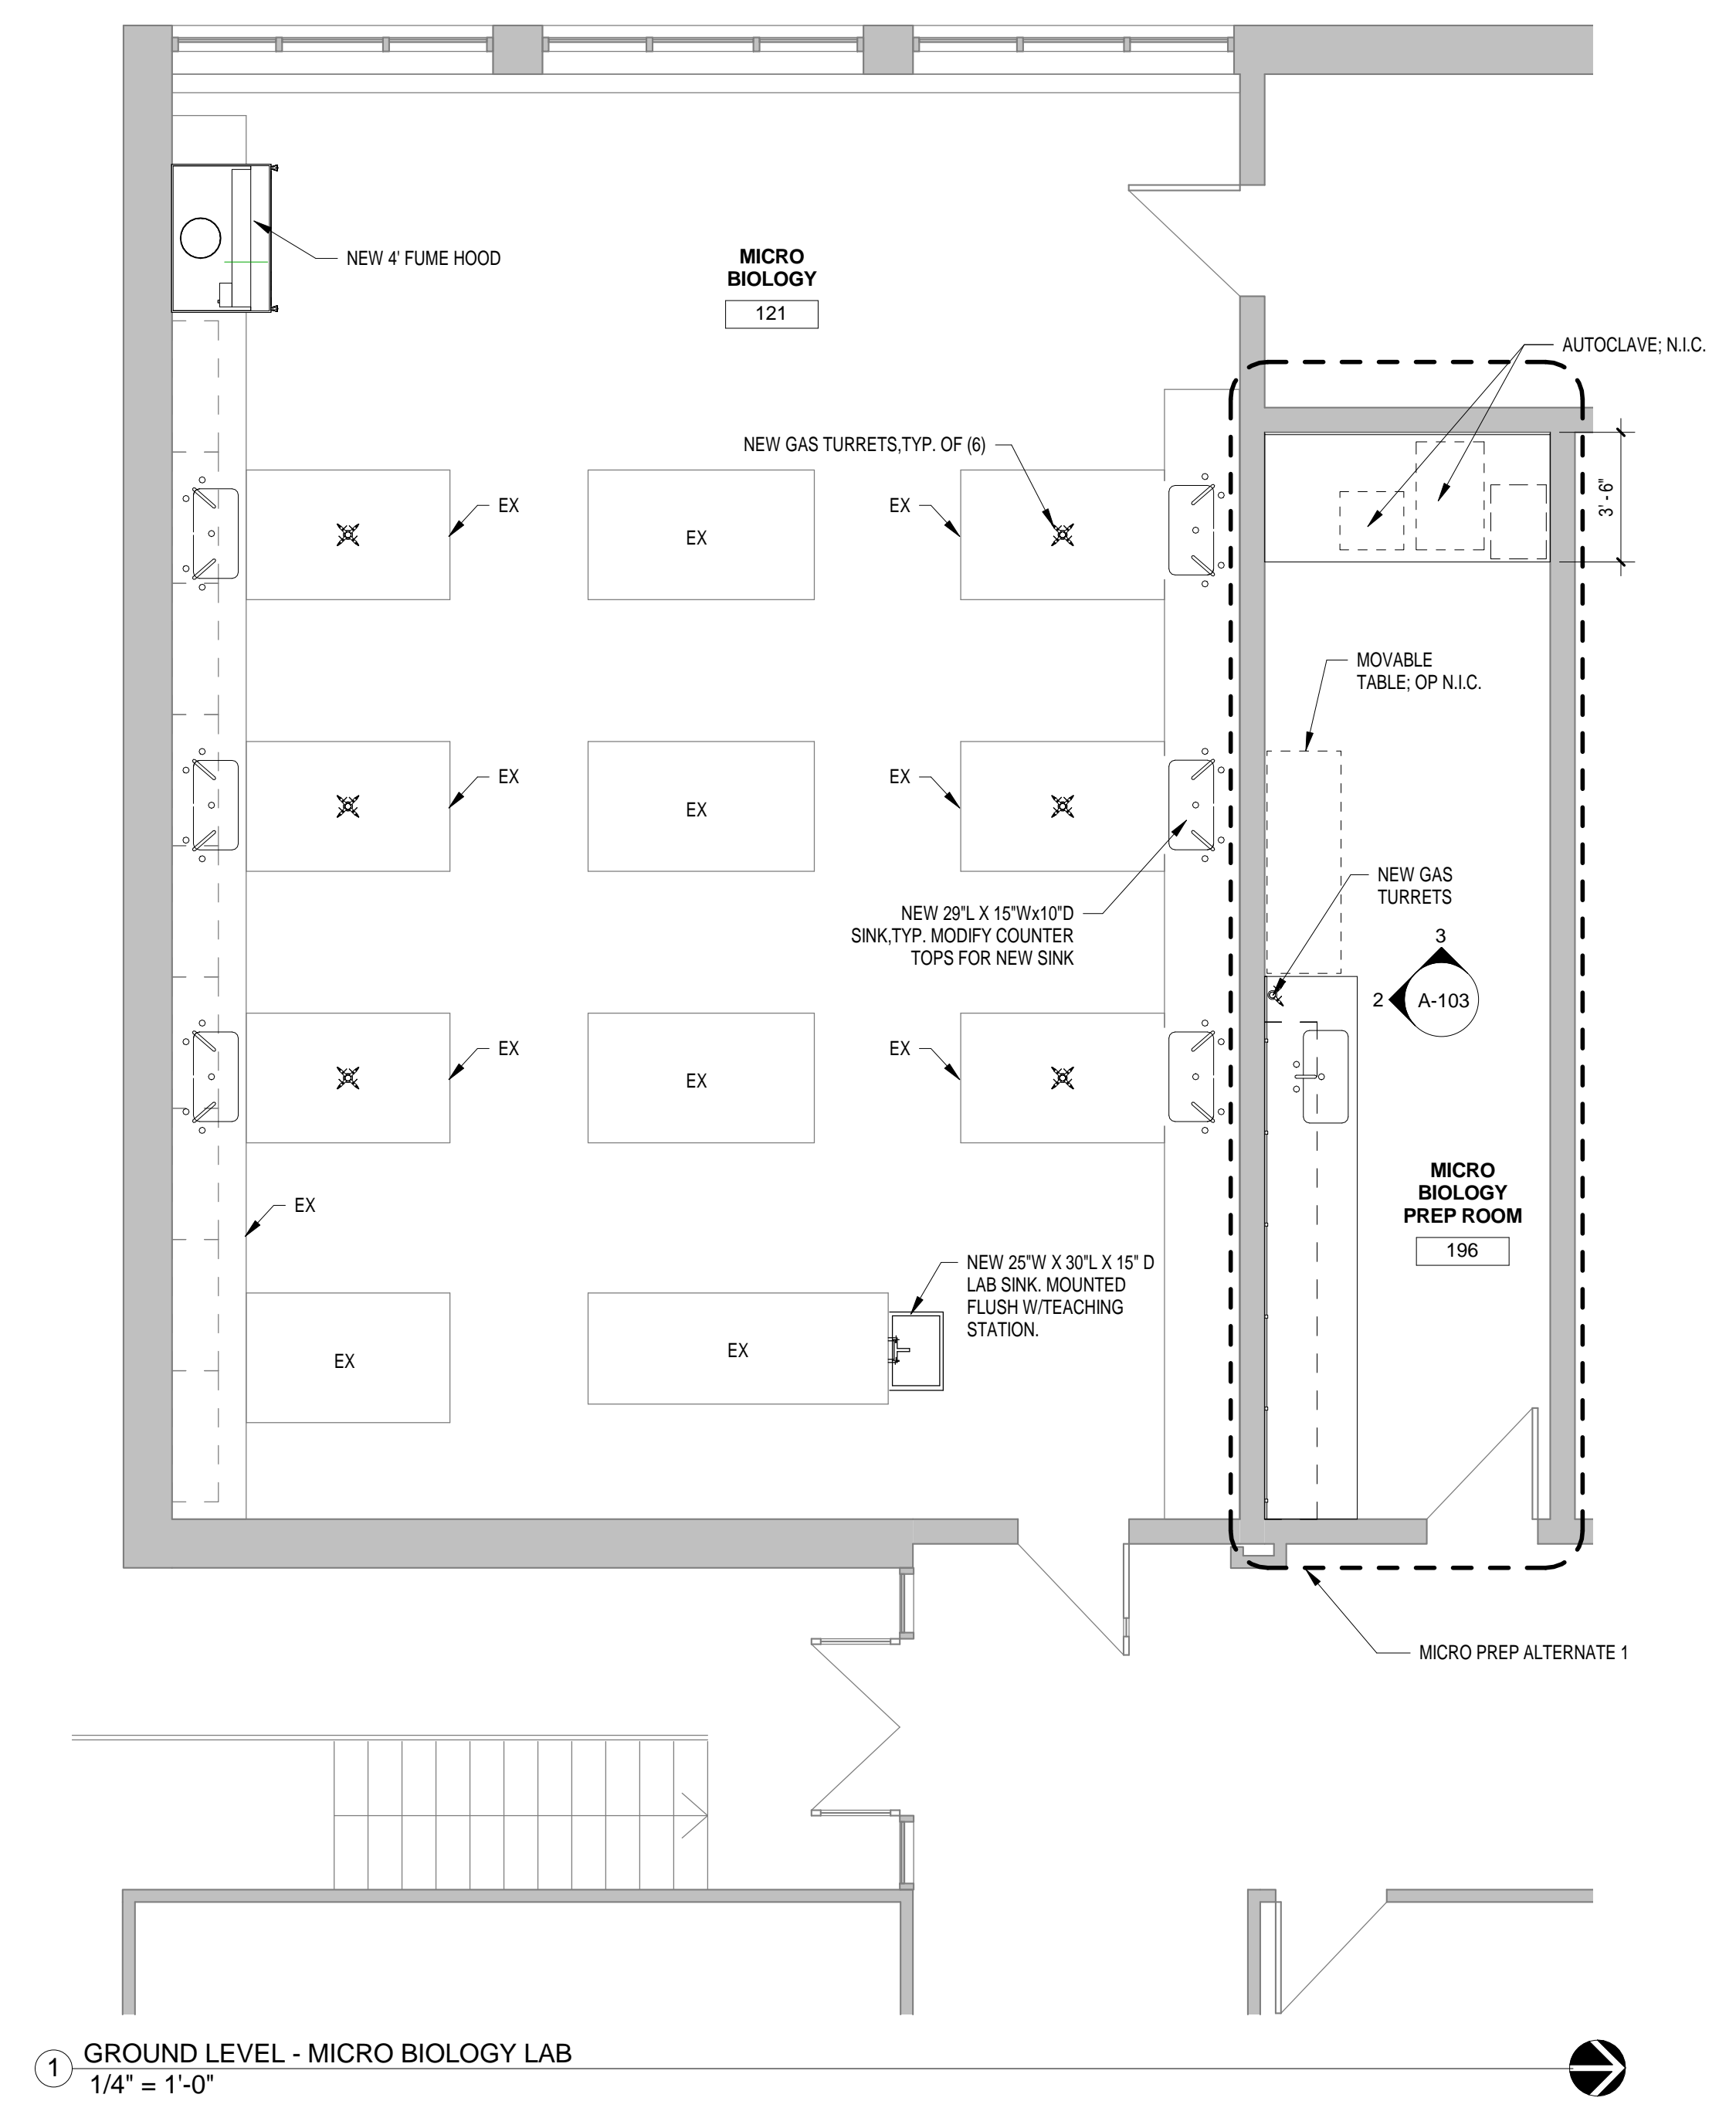 NEW 4' FUME HOOD
MICRO
BIOLOGY
121
AUTOCLAVE; N.I.C.
NEW GAS TURRETS,TYP. OF (6)
3' - 6"
EX
EX
EX
MOVABLE
TABLE; OP N.I.C.
EX
EX
EX
NEW GAS
TURRETS
NEW 29"L X 15"Wx10"D
SINK,TYP. MODIFY COUNTER
TOPS FOR NEW SINK
3
2
A-103
EX
EX
EX
MICRO
BIOLOGY
PREP ROOM
196
EX
NEW 25"W X 30"L X 15" D
LAB SINK. MOUNTED
FLUSH W/TEACHING
STATION.
EX
EX
MICRO PREP ALTERNATE 1
1
GROUND LEVEL - MICRO BIOLOGY LAB
1/4" = 1'-0"